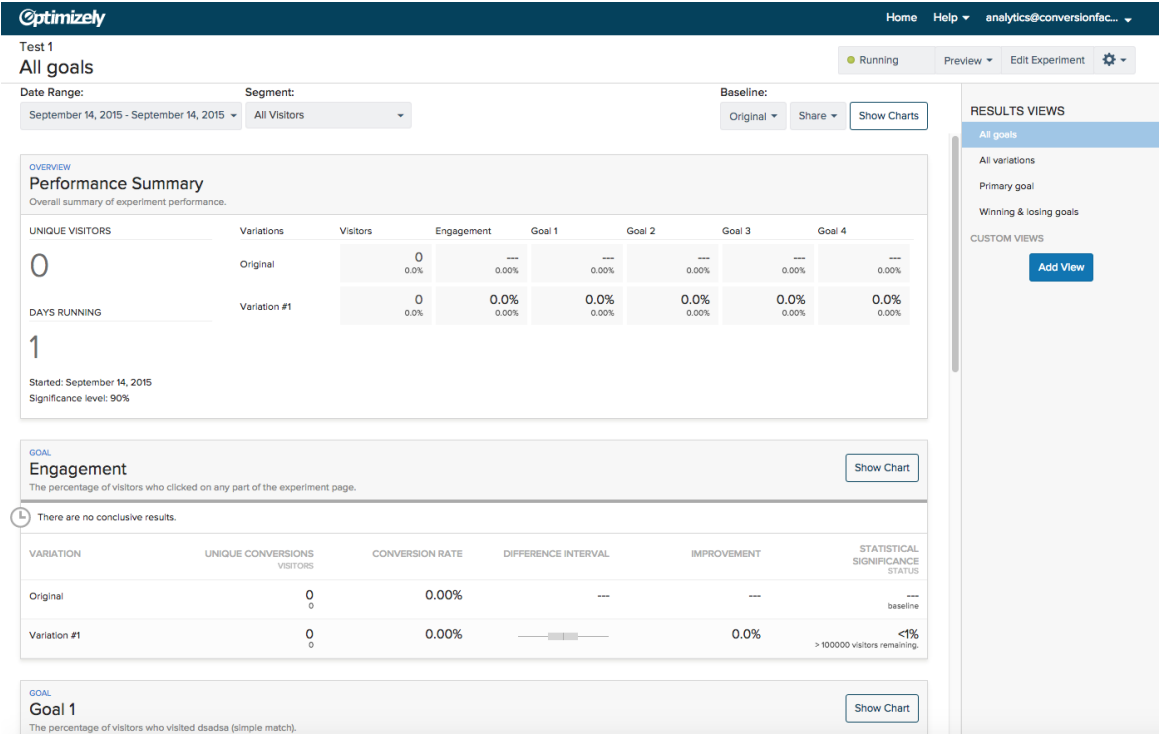 Optimizely
Home Help analytics@conversionfac...
Test 1
All goals
Running Preview Edit Experiment
Date Range: Segment: Baseline:
September 14, 2015 - September 14, 2015 All Visitors Original Share Show Charts
OVERVIEW
Performance Summary
Overall summary of experiment performance.
UNIQUE VISITORS
0
DAYS RUNNING
1
Started: September 14, 2015
Significance level: 90%
Variations Visitors Engagement Goal 1 Goal 2 Goal 3 Goal 4
Original 0 --- --- --- --- ---
0.0% 0.00% 0.00% 0.00% 0.00% 0.00%
Variation #1 0 0.0% 0.0% 0.0% 0.0% 0.0%
0.0% 0.00% 0.00% 0.00% 0.00% 0.00%
GOAL
Engagement
The percentage of visitors who clicked on any part of the experiment page.
Show Chart
There are no conclusive results.
VARIATION UNIQUE CONVERSIONS CONVERSION RATE DIFFERENCE INTERVAL IMPROVEMENT STATISTICAL
VISITORS SIGNIFICANCE
STATUS
Original 0 0.00% --- --- ---
0 baseline
Variation #1 0 0.00% 0.0% <1%
0 > 100000 visitors remaining.
GOAL
Goal 1
The percentage of visitors who visited dsadsa (simple match).
Show Chart
RESULTS VIEWS
All goals
All variations
Primary goal
Winning & losing goals
CUSTOM VIEWS
Add View